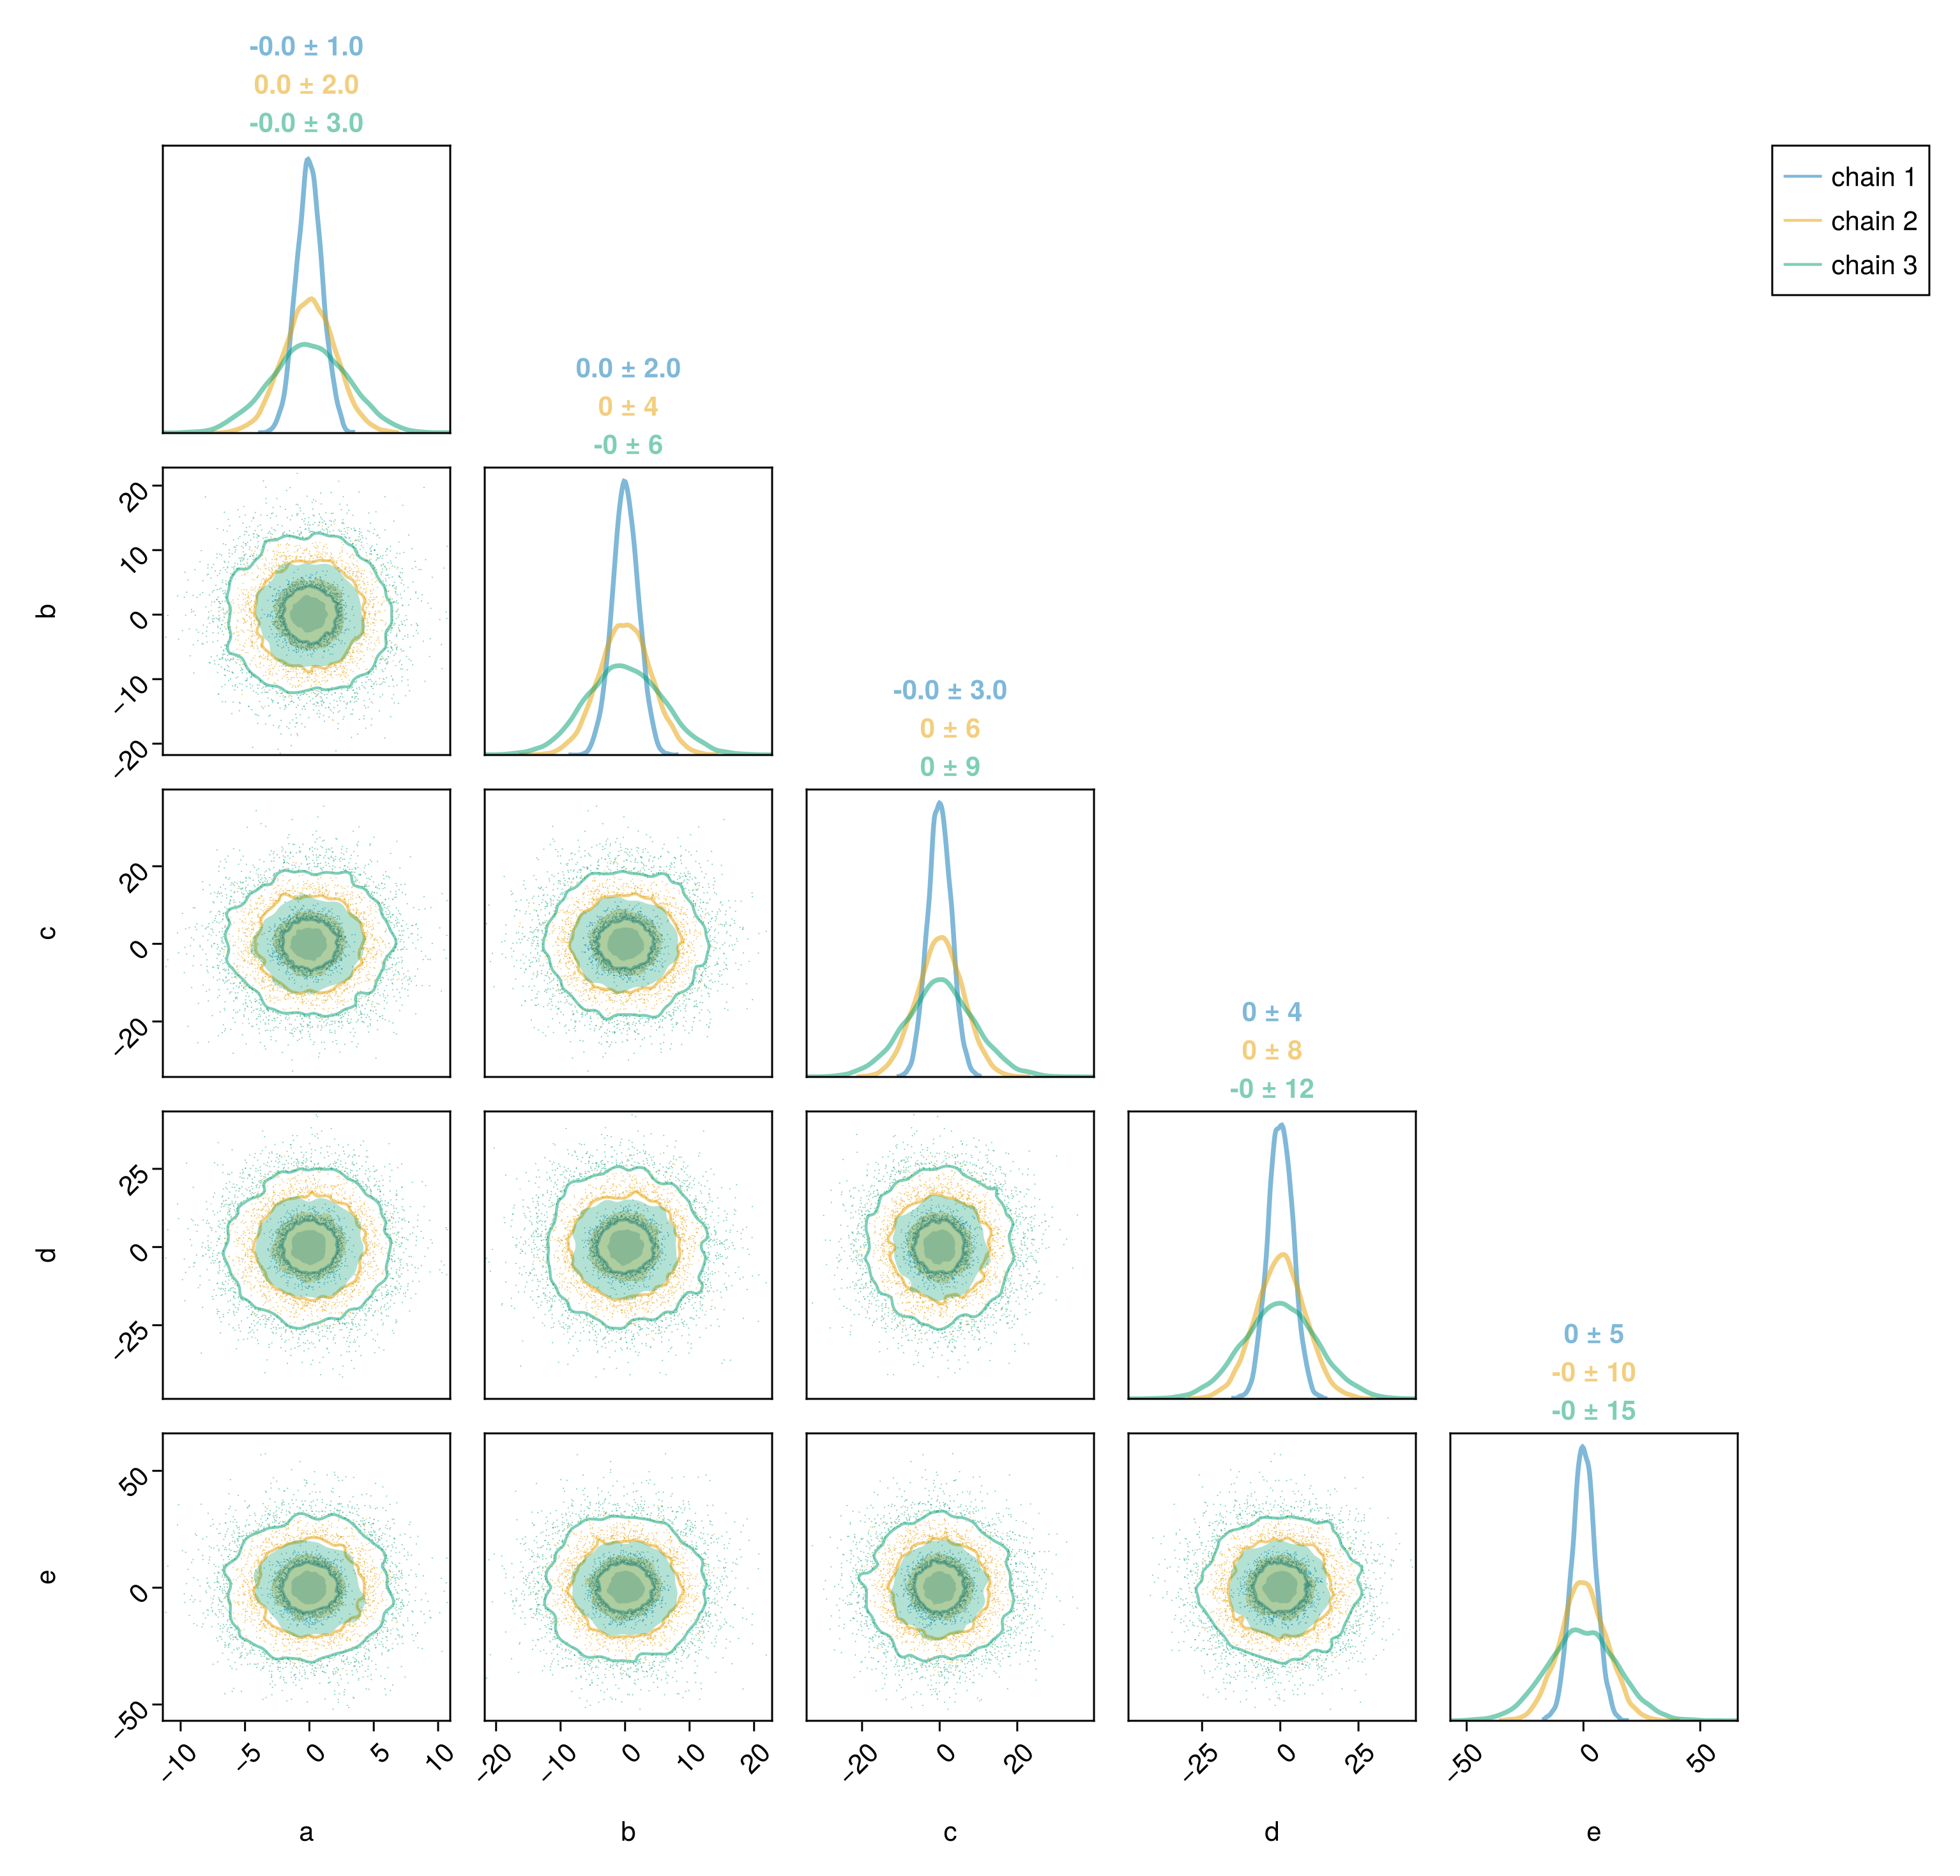 -0.0 ± 1.0
0.0 ± 2.0
-0.0 ± 3.0
chain 1
chain 2
chain 3
0.0 ± 2.0
0 ± 4
-0 ± 6
20
10
0
−10
−20
b
-0.0 ± 3.0
0 ± 6
0 ± 9
20
0
−20
c
0 ± 4
0 ± 8
-0 ± 12
25
0
−25
d
0 ± 5
-0 ± 10
-0 ± 15
50
0
−50
e
−10 −5 0 5 10
−20 −10 0 10 20
−20 0 20
−25 0 25
−50 0 50
a b c d e